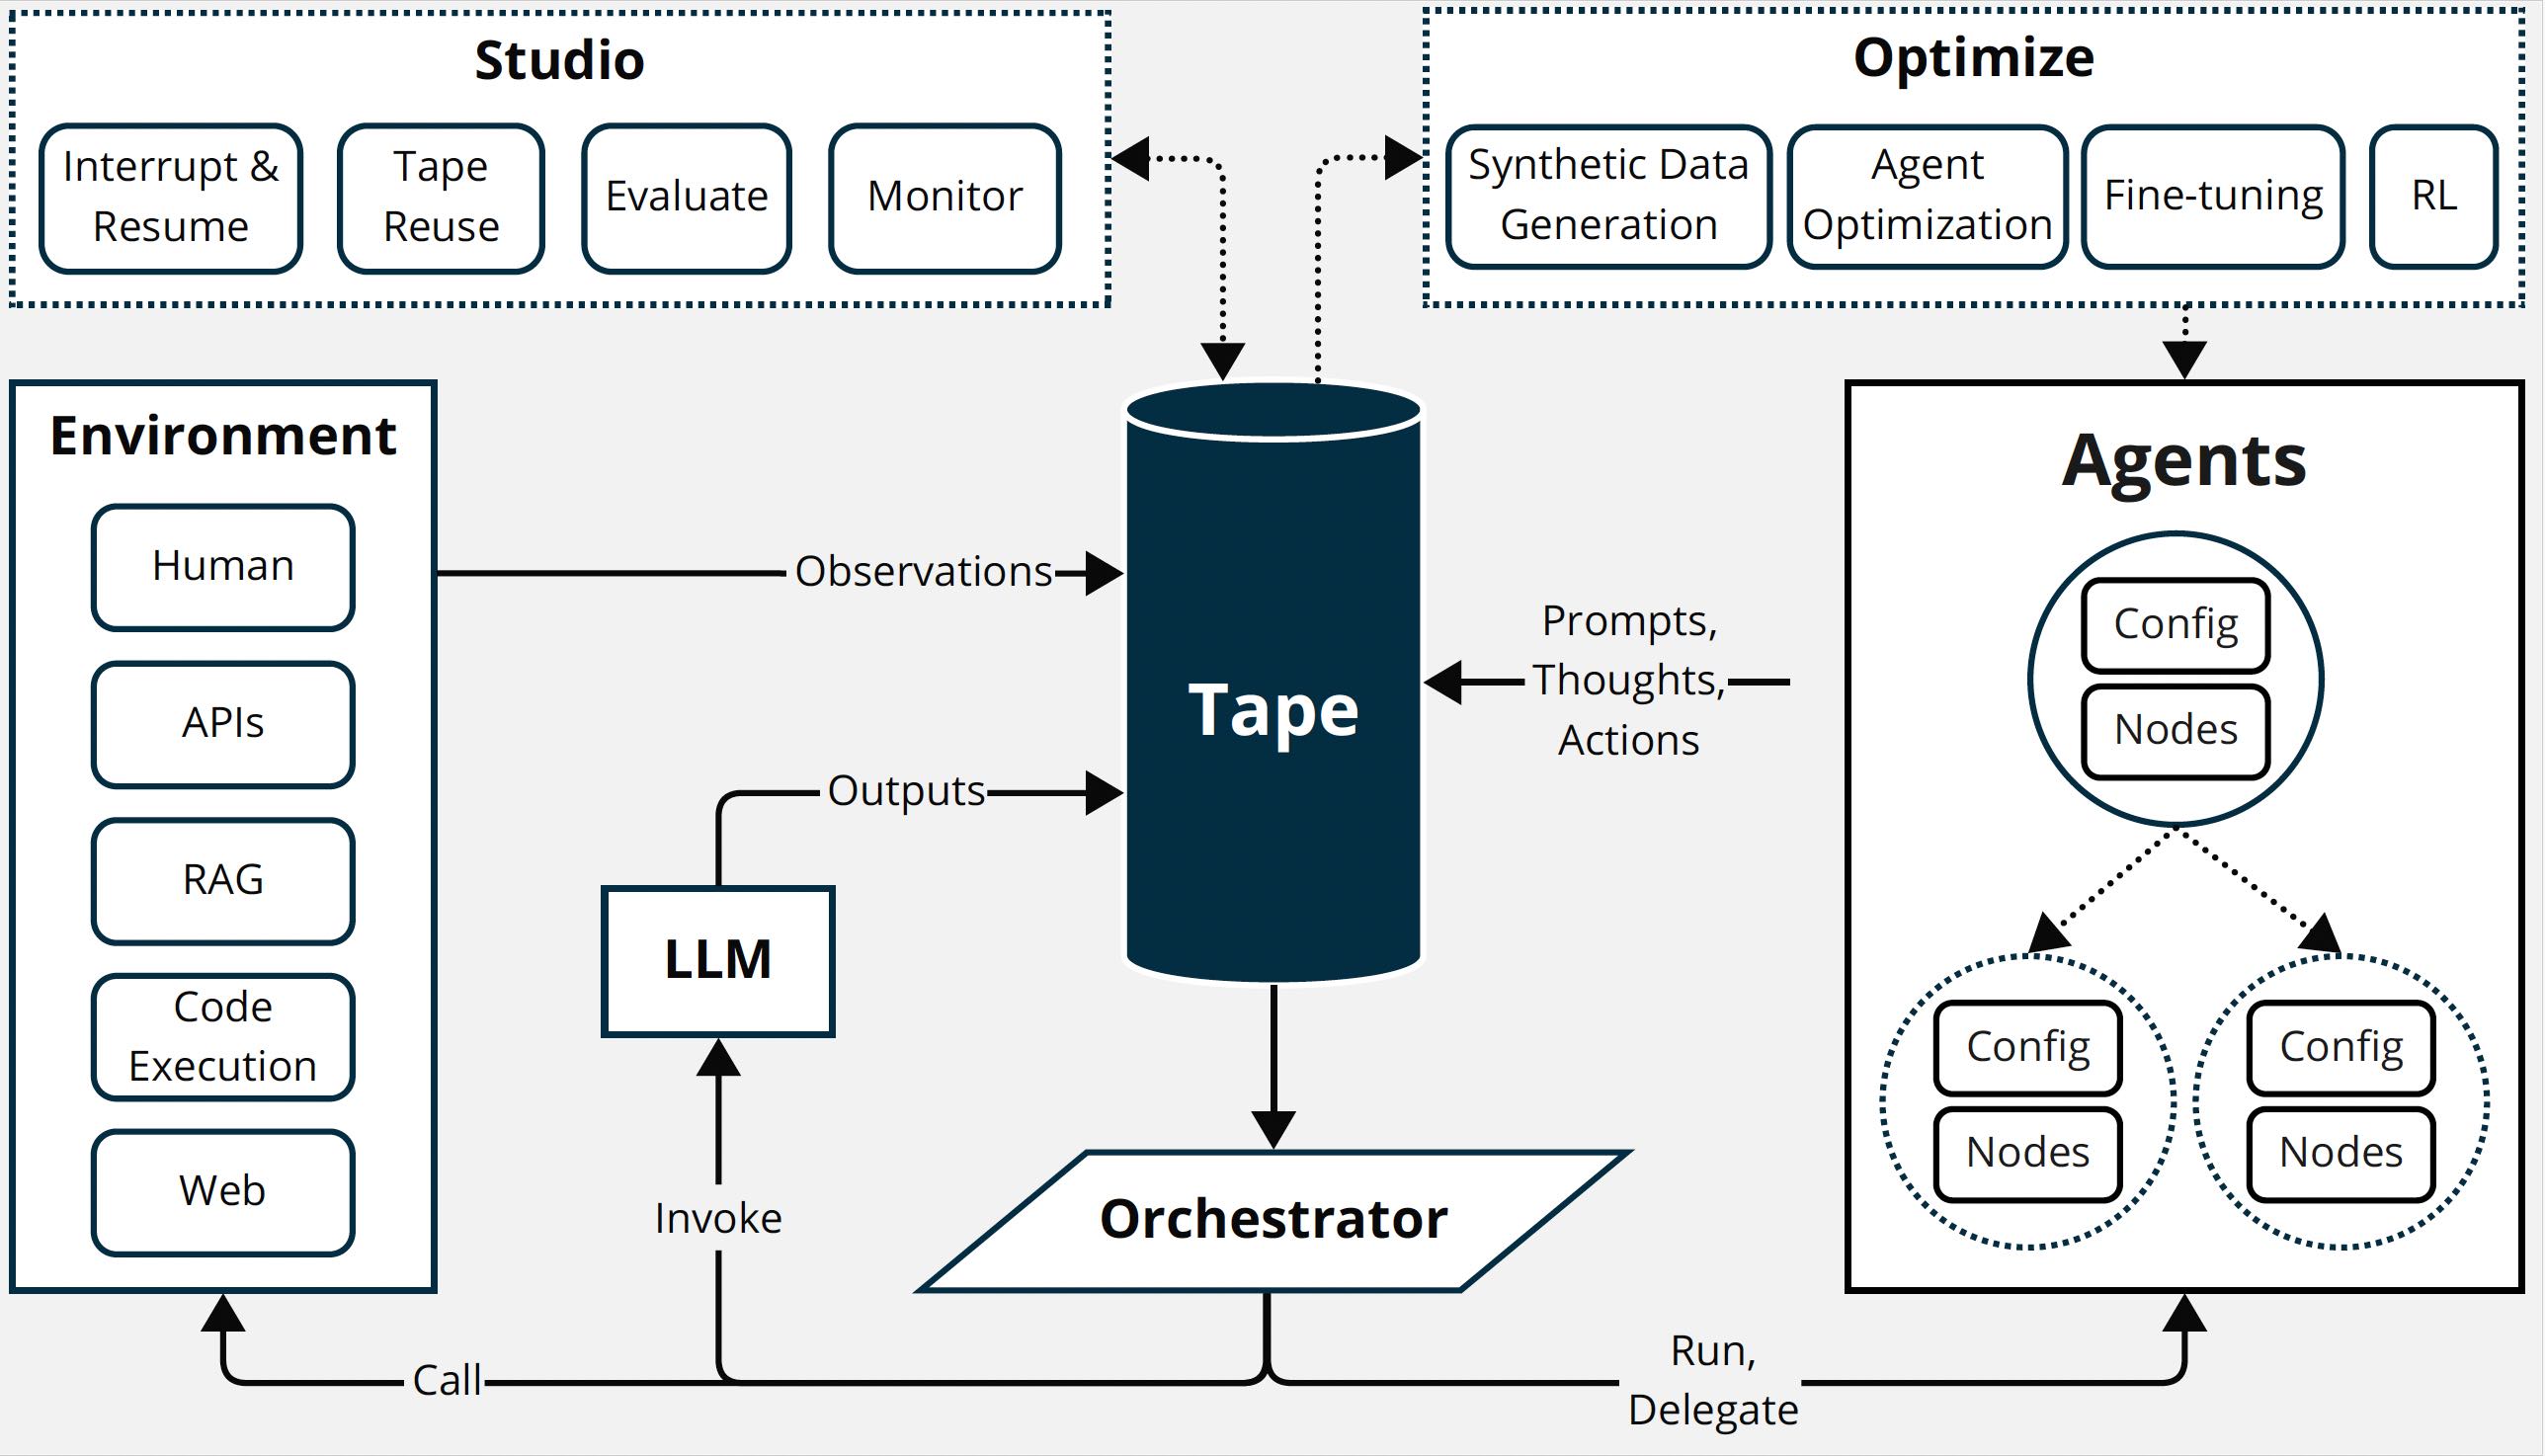 Studio
Interrupt &
Resume
Tape
Reuse
Evaluate
Monitor
Optimize
Synthetic Data
Generation
Agent
Optimization
Fine-tuning
RL
Environment
Human
APIs
RAG
Code
Execution
Web
Observations
Outputs
LLM
Invoke
Call
Tape
Orchestrator
Prompts,
Thoughts,
Actions
Run,
Delegate
Agents
Config
Nodes
Config
Nodes
Config
Nodes